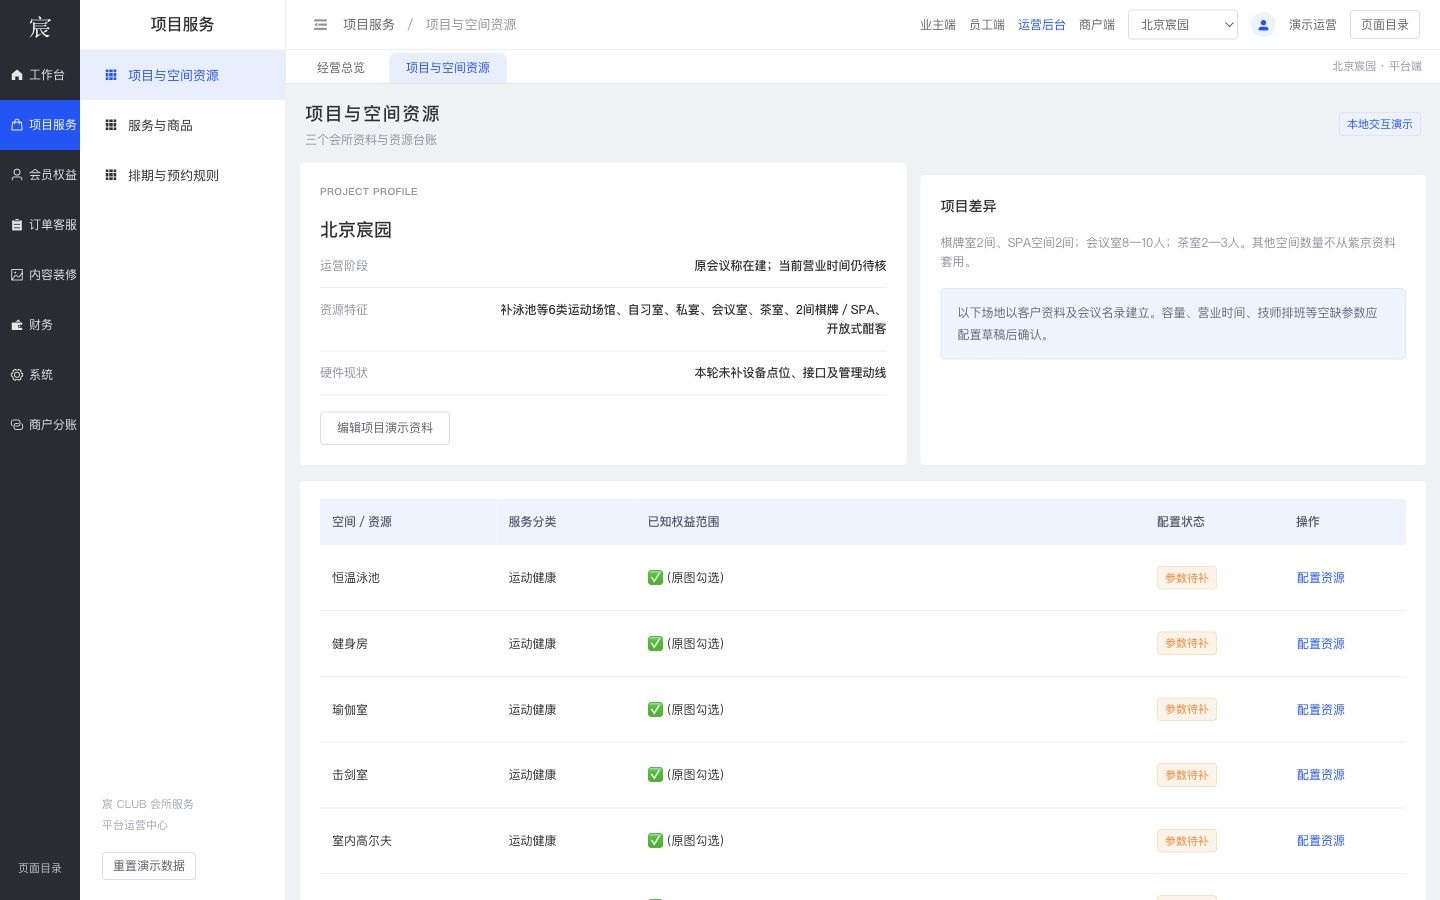 宸
工作台
项目服务
会员权益
订单客服
内容装修
财务
系统
商户分账
页面目录
项目服务
项目与空间资源
服务与商品
排期与预约规则
宸 CLUB 会所服务
平台运营中心
重置演示数据
项目服务 / 项目与空间资源
业主端 员工端 运营后台 商户端 北京宸园 演示运营 页面目录
经营总览 项目与空间资源
北京宸园 · 平台端
项目与空间资源
三个会所资料与资源台账
本地交互演示
PROJECT PROFILE
北京宸园
运营阶段 原会议称在建；当前营业时间仍待核
资源特征 补泳池等6类运动场馆、自习室、私宴、会议室、茶室、2间棋牌 / SPA、
开放式酣客
硬件现状 本轮未补设备点位、接口及管理动线
编辑项目演示资料
项目差异
棋牌室2间、SPA空间2间；会议室8—10人；茶室2—3人。其他空间数量不从紫京资料
套用。
以下场地以客户资料及会议名录建立。容量、营业时间、技师排班等空缺参数应
配置草稿后确认。
空间 / 资源 服务分类 已知权益范围 配置状态 操作
恒温泳池 运动健康 ✅ (原图勾选) 参数待补 配置资源
健身房 运动健康 ✅ (原图勾选) 参数待补 配置资源
瑜伽室 运动健康 ✅ (原图勾选) 参数待补 配置资源
击剑室 运动健康 ✅ (原图勾选) 参数待补 配置资源
室内高尔夫 运动健康 ✅ (原图勾选) 参数待补 配置资源